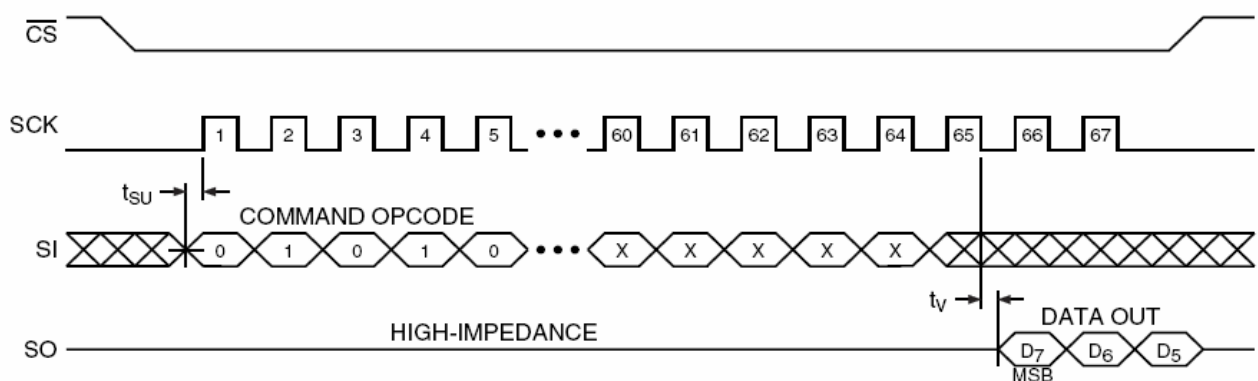 CS
SCK 1 2 3 4 5 ••• 60 61 62 63 64 65 66 67
tSU
COMMAND OPCODE
SI 0 1 0 1 0 ••• X X X X X
tV
HIGH-IMPEDANCE DATA OUT
SO D7 D6 D5
MSB